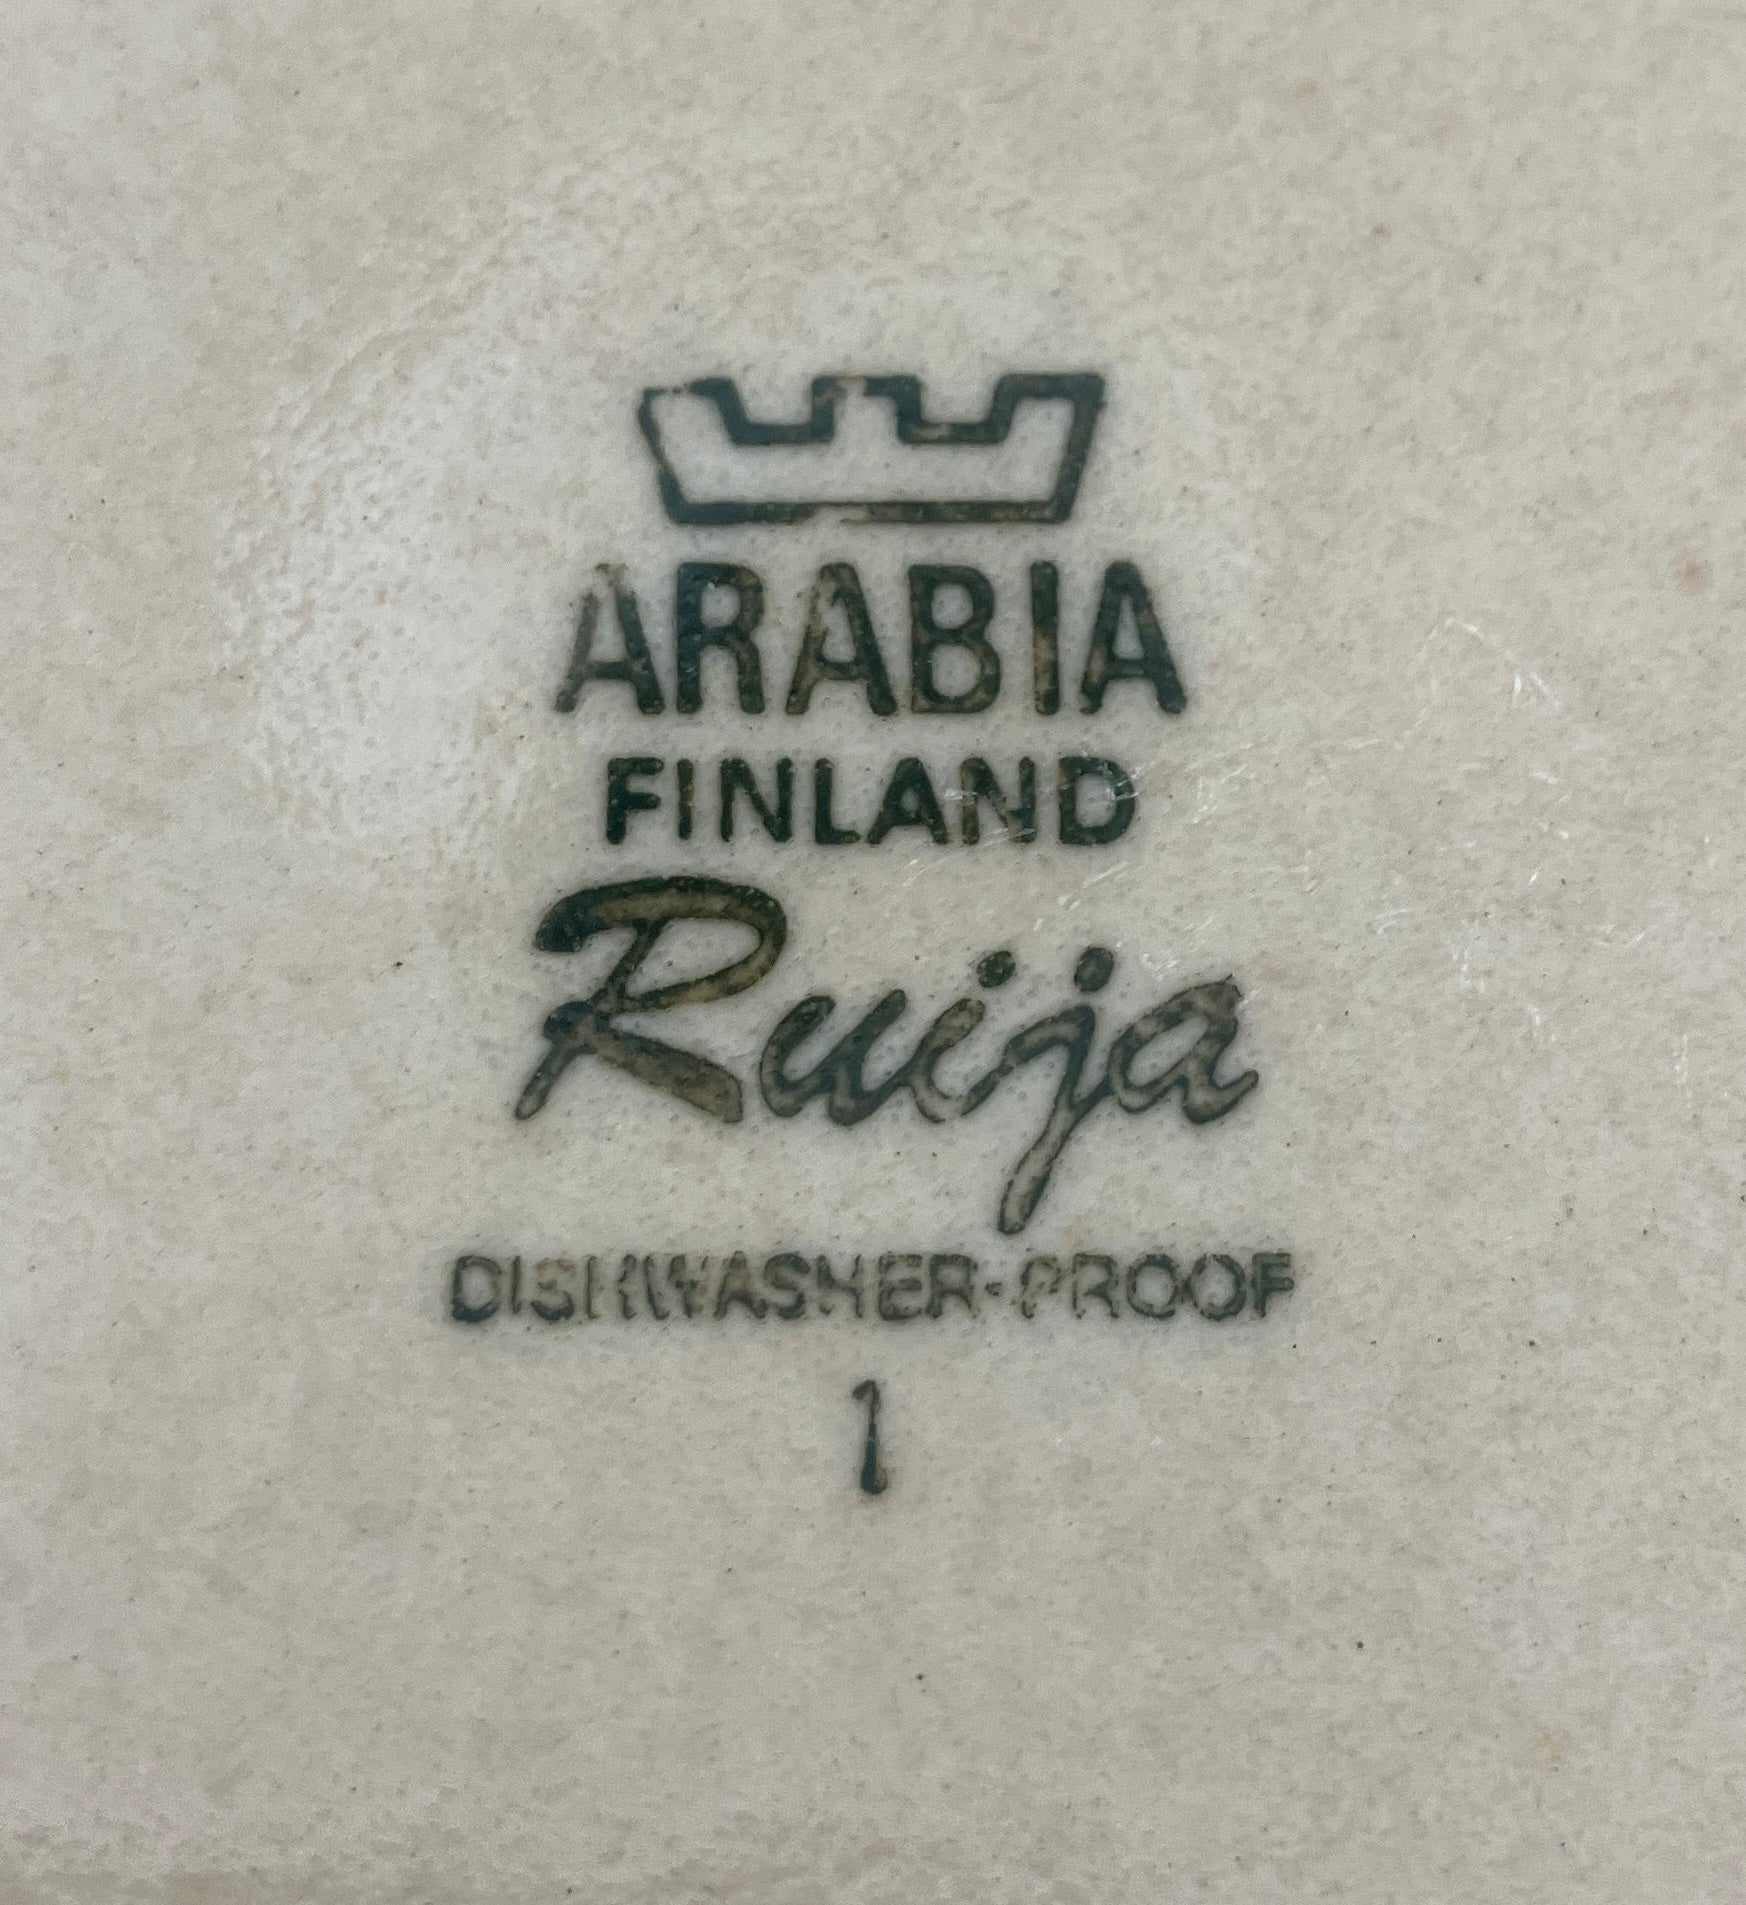 ARABIA
FINLAND
Ruija
DISHWASHER-PROOF
1